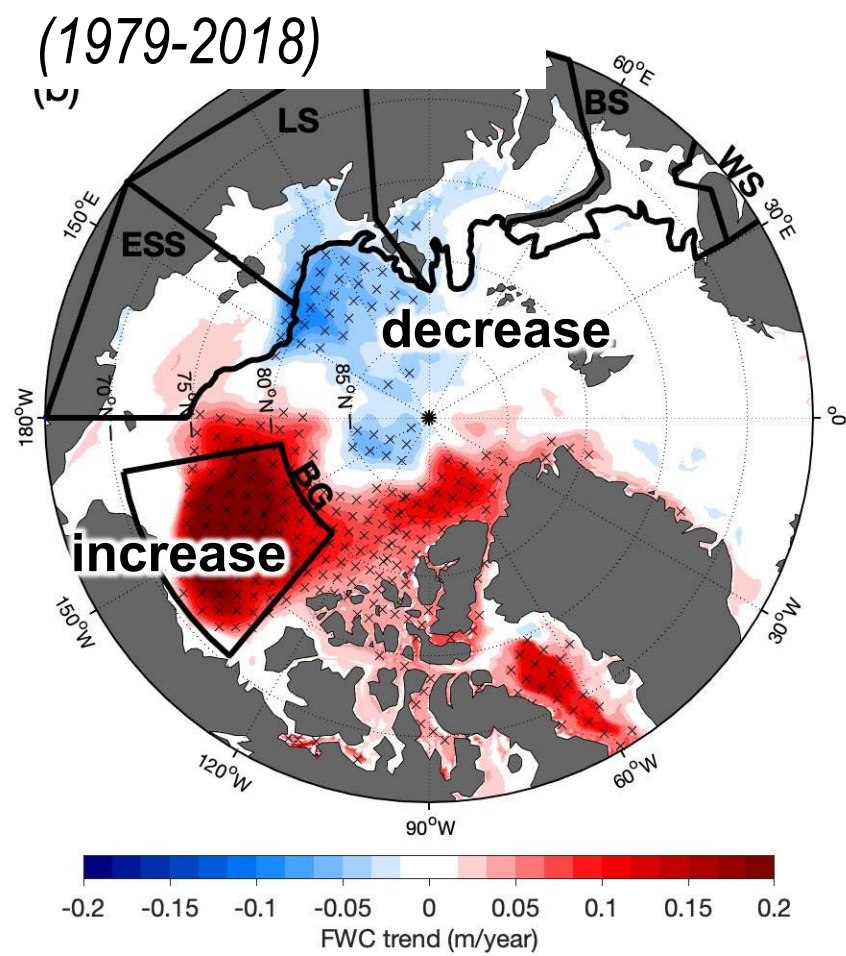 (1979-2018)
(b)
60°E
BS
LS
WS
30°E
150°E
ESS
decrease
70°N
75°N
80°N
85°N
180°W
0°
BG
increase
150°W
30°W
120°W
60°W
90°W
-0.2 -0.15 -0.1 -0.05 0 0.05 0.1 0.15 0.2
FWC trend (m/year)